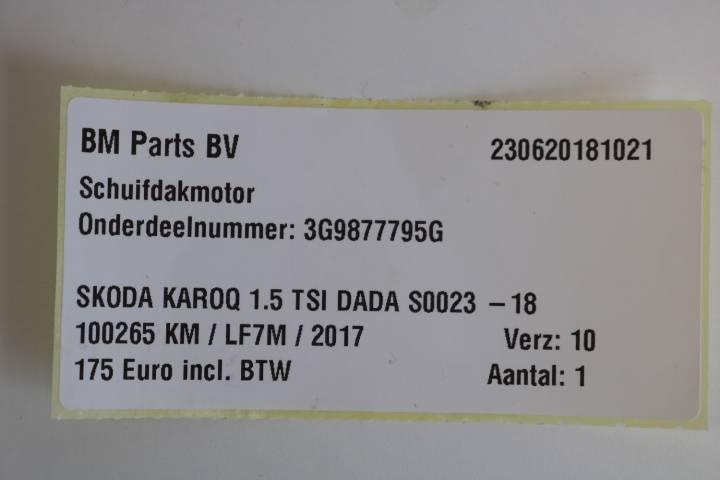 BM Parts BV 230620181021
Schuifdakmotor
Onderdeelnummer: 3G9877795G
SKODA KAROQ 1.5 TSI DADA S0023 – 18
100265 KM / LF7M / 2017 Verz: 10
175 Euro incl. BTW Aantal: 1